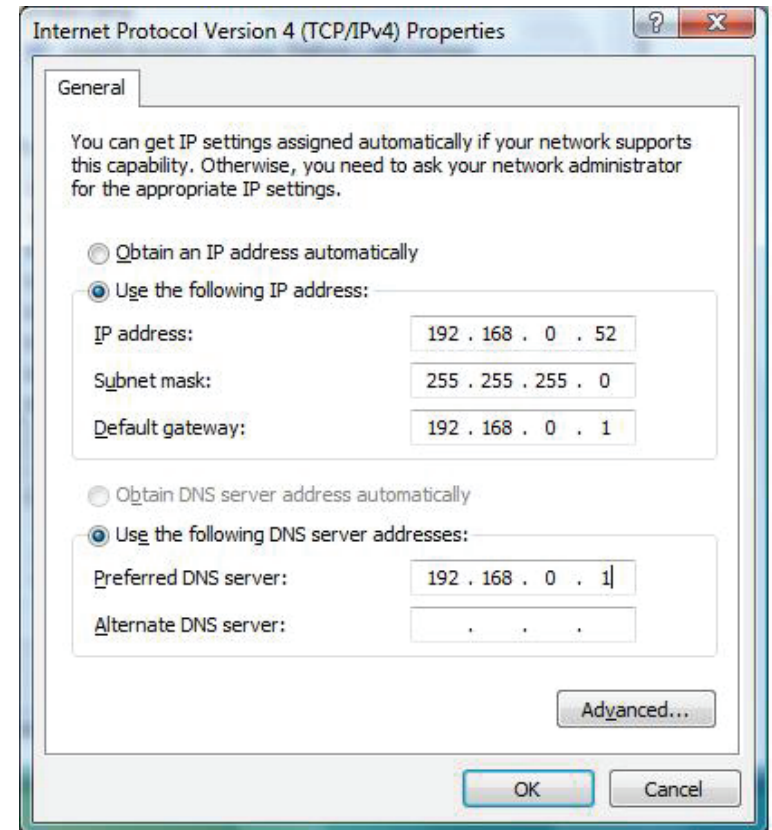 Internet Protocol Version 4 (TCP/IPv4) Properties
General
You can get IP settings assigned automatically if your network supports
this capability. Otherwise, you need to ask your network administrator
for the appropriate IP settings.
Obtain an IP address automatically
Use the following IP address:
IP address: 192 . 168 . 0 . 52
Subnet mask: 255 . 255 . 255 . 0
Default gateway: 192 . 168 . 0 . 1
Obtain DNS server address automatically
Use the following DNS server addresses:
Preferred DNS server: 192 . 168 . 0 . 1
Alternate DNS server: . . .
Advanced...
OK Cancel